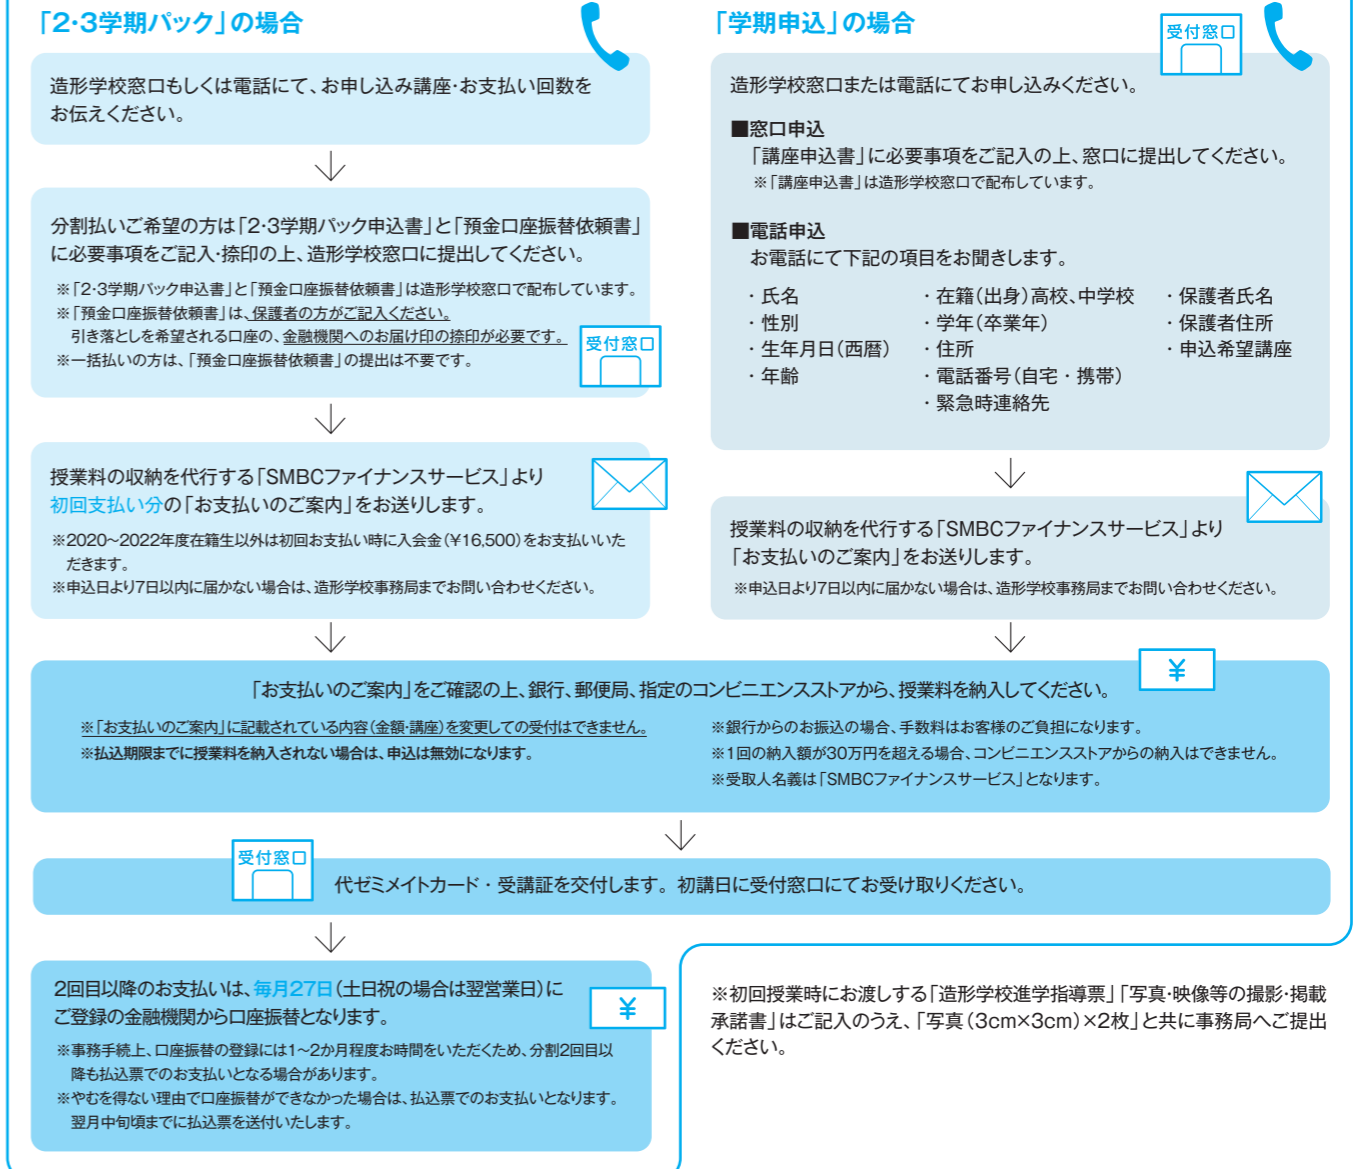 「2・3学期パック」の場合
造形学校窓口もしくは電話にて、お申し込み講座・お支払い回数を
お伝えください。
分割払いご希望の方は「2・3学期パック申込書」と「預金口座振替依頼書」
に必要事項をご記入・捺印の上、造形学校窓口に提出してください。
※「2・3学期パック申込書」と「預金口座振替依頼書」は造形学校窓口で配布しています。
※「預金口座振替依頼書」は、保護者の方がご記入ください。
引き落としを希望される口座の、金融機関へのお届け印の捺印が必要です。
※一括払いの方は、「預金口座振替依頼書」の提出は不要です。
受付窓口
授業料の収納を代行する「SMBCファイナンスサービス」より
初回支払い分の「お支払いのご案内」をお送りします。
※2020〜2022年度在籍生以外は初回お支払い時に入会金(¥16,500)をお支払いいた
だきます。
※申込日より7日以内に届かない場合は、造形学校事務局までお問い合わせください。
「学期申込」の場合
受付窓口
造形学校窓口または電話にてお申し込みください。
■窓口申込
「講座申込書」に必要事項をご記入の上、窓口に提出してください。
※「講座申込書」は造形学校窓口で配布しています。
■電話申込
お電話にて下記の項目をお聞きします。
・氏名
・性別
・生年月日(西暦)
・年齢
・在籍(出身)高校、中学校
・学年(卒業年)
・住所
・電話番号(自宅・携帯)
・緊急時連絡先
・保護者氏名
・保護者住所
・申込希望講座
授業料の収納を代行する「SMBCファイナンスサービス」より
「お支払いのご案内」をお送りします。
※申込日より7日以内に届かない場合は、造形学校事務局までお問い合わせください。
¥
「お支払いのご案内」をご確認の上、銀行、郵便局、指定のコンビニエンスストアから、授業料を納入してください。
※「お支払いのご案内」に記載されている内容(金額・講座)を変更しての受付はできません。
※払込期限までに授業料を納入されない場合は、申込は無効になります。
※銀行からのお振込の場合、手数料はお客様のご負担になります。
※1回の納入額が30万円を超える場合、コンビニエンスストアからの納入はできません。
※受取人名義は「SMBCファイナンスサービス」となります。
受付窓口
代ゼミメイトカード・受講証を交付します。初講日に受付窓口にてお受け取りください。
2回目以降のお支払いは、毎月27日(土日祝の場合は翌営業日)に
ご登録の金融機関から口座振替となります。
¥
※事務手続上、口座振替の登録には1〜2か月程度お時間をいただくため、分割2回目以
降も払込票でのお支払いとなる場合があります。
※やむを得ない理由で口座振替ができなかった場合は、払込票でのお支払いとなります。
翌月中旬頃までに払込票を送付いたします。
※初回授業時にお渡しする「造形学校進学指導票」「写真・映像等の撮影・掲載
承諾書」はご記入のうえ、「写真(3cm×3cm)×2枚」と共に事務局へご提出
ください。